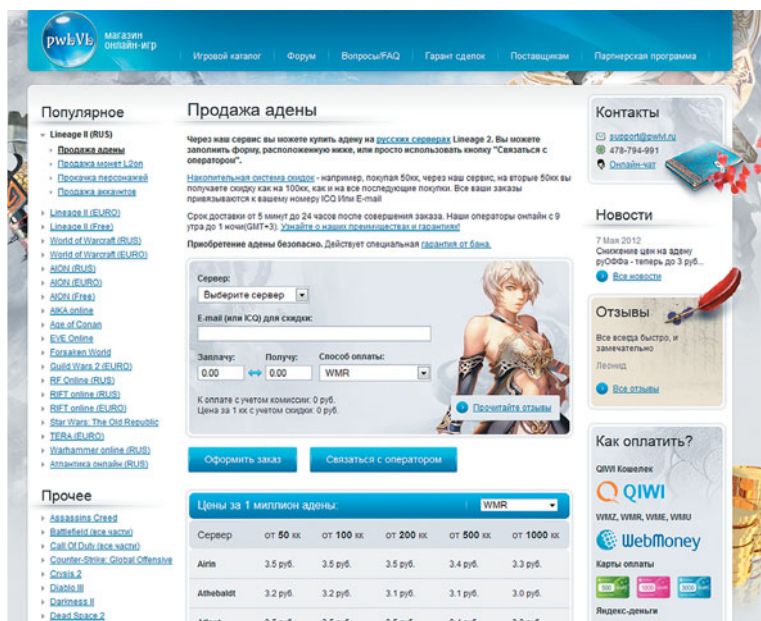 pwlvl
магазин
онлайн-игр
Игровой каталог
Форум
Вопросы/FAQ
Гарант сделок
Поставщикам
Партнерская программа
Популярное
Lineage II (RUS)
Продажа адены
Продажа монет L2on
Прокачка персонажей
Продажа аккаунтов
Lineage II (EURO)
Lineage II (Free)
World of Warcraft (RUS)
World of Warcraft (EURO)
AION (RUS)
AION (EURO)
AION (Free)
AIKA online
Age of Conan
EVE Online
Forsaken World
Guild Wars 2 (EURO)
RF Online (RUS)
RIFT online (RUS)
RIFT online (EURO)
Star Wars: The Old Republic
TERA (EURO)
Warhammer online (RUS)
Атлантика онлайн (RUS)
Прочее
Assassins Creed
Battlefield (все части)
Call Of Duty (все части)
Counter-Strike: Global Offensive
Crysis 2
Diablo III
Darkness II
Dead Space 2
Продажа адены
Через наш сервис вы можете купить адену на русских серверах Lineage 2. Вы можете
заполнить форму, расположенную ниже, или просто использовать кнопку "Связаться с
оператором".
Накопительная система скидок - например, покупая 50кк, через наш сервис, на вторые 50кк вы
получаете скидку как на 100кк, как и на все последующие покупки. Все ваши заказы
привязываются к вашему номеру ICQ Или E-mail
Срок доставки от 5 минут до 24 часов после совершения заказа. Наши операторы онлайн с 9
утра до 1 ночи(GMT+3). Узнайте о наших преимуществах и гарантиях!
Приобретение адены безопасно. Действует специальная гарантия от бана.
Сервер:
Выберите сервер
E-mail (или ICQ) для скидки:
Заплачу:
Получу:
Способ оплаты:
0.00
0.00
WMR
К оплате с учетом комиссии: 0 руб.
Цена за 1 кк с учетом скидки: 0 руб.
Прочитайте отзывы
Оформить заказ
Связаться с оператором
Цены за 1 миллион адены:
WMR
Сервер от 50 кк от 100 кк от 200 кк от 500 кк от 1000 кк
Airin 3.5 руб. 3.5 руб. 3.5 руб. 3.4 руб. 3.3 руб.
Athebaldt 3.2 руб. 3.2 руб. 3.1 руб. 3.1 руб. 3.0 руб.
Контакты
support@pwlvl.ru
478-794-991
Онлайн-чат
Новости
7 Мая 2012
Снижение цен на адену
руОФФа - теперь до 3 руб...
Все новости
Отзывы
Все всегда быстро, и
замечательно
Леонид
Все отзывы
Как оплатить?
QIWI Кошелек
QIWI
WMZ, WMR, WME, WMU
WebMoney
Карты оплаты
500
1000
3000
Яндекс-деньги